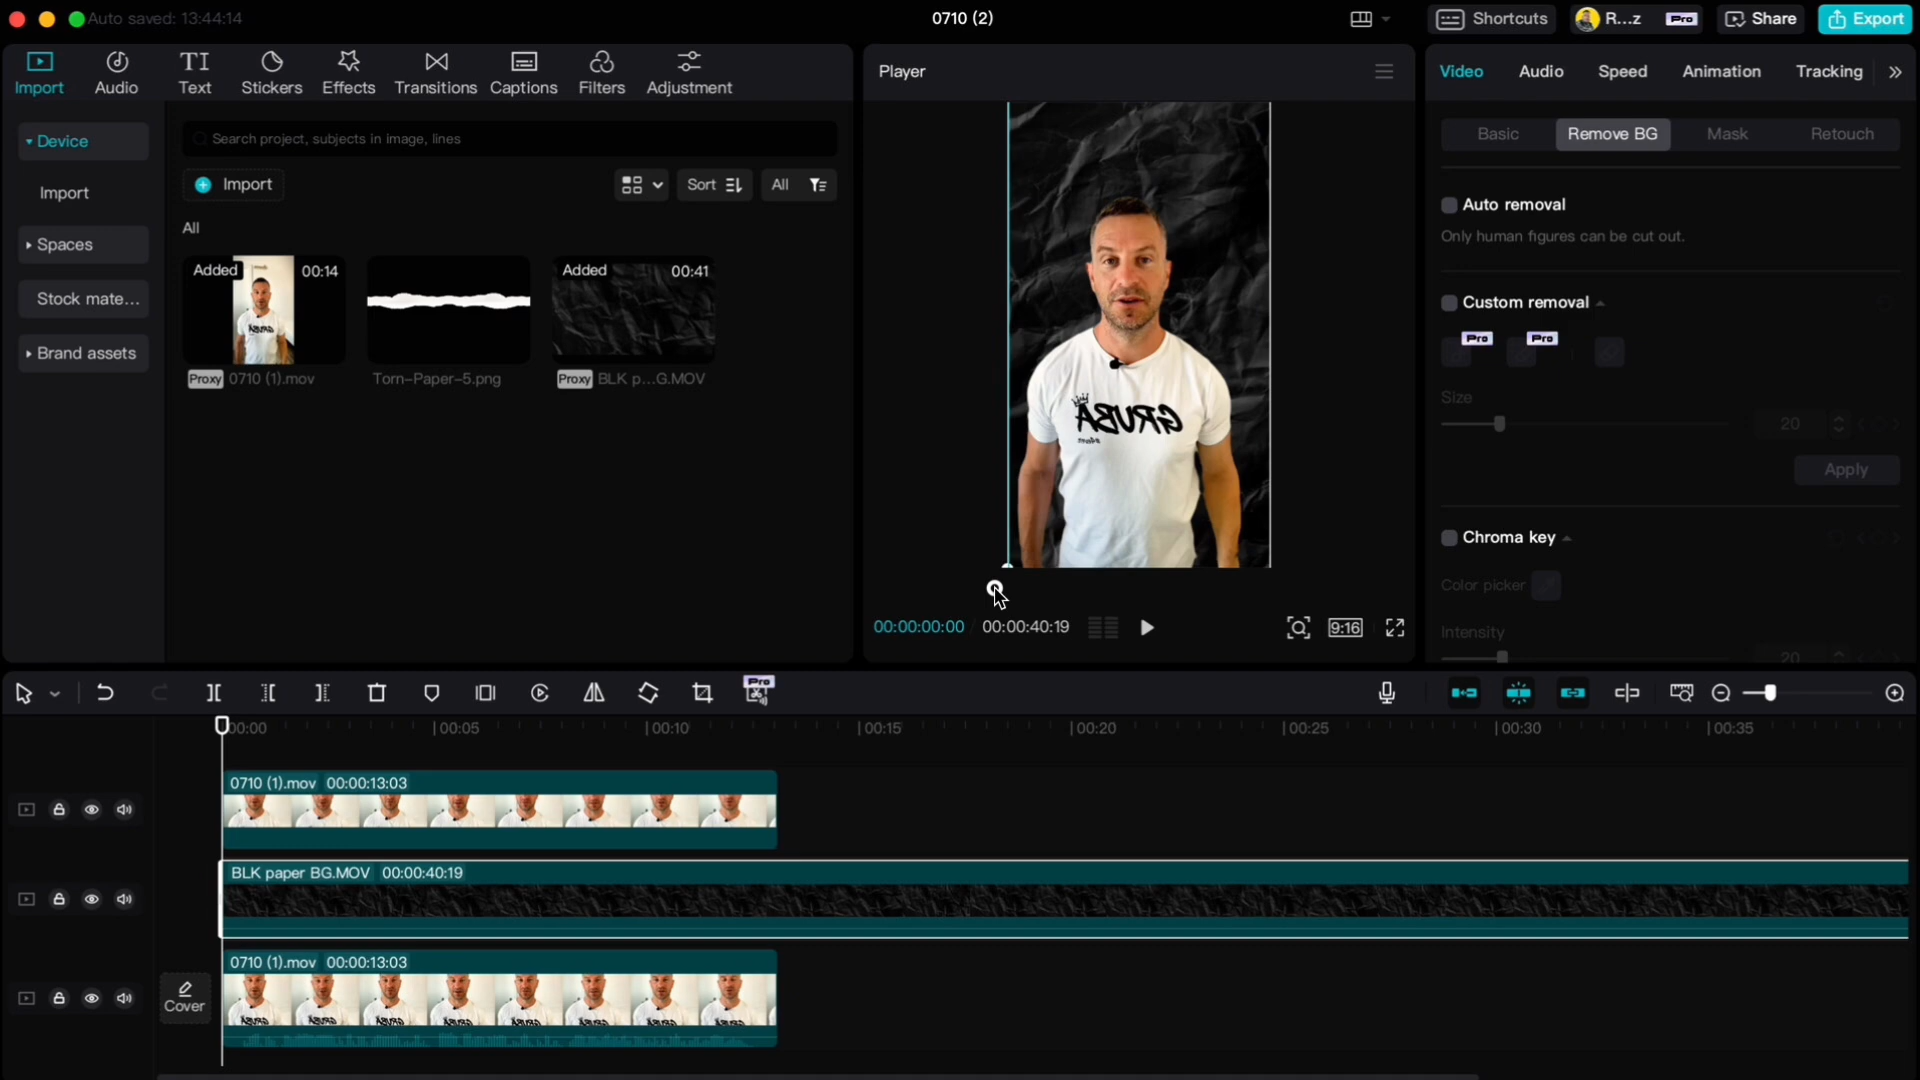 Auto saved: 13:44:14
0710 (2)
Shortcuts
R...z
Pro
Share
Export
Import
Audio
Text
Stickers
Effects
Transitions
Captions
Filters
Adjustment
Device
Import
Spaces
Stock mate...
Brand assets
Search project, subjects in image, lines
Import
Sort
All
All
Added
00:14
Proxy 0710 (1).mov
Torn-Paper-5.png
Added
00:41
Proxy BLK p...G.MOV
Player
GRUBA
00:00:00:00
00:00:40:19
9:16
Video
Audio
Speed
Animation
Tracking
Basic
Remove BG
Mask
Retouch
Auto removal
Only human figures can be cut out.
Custom removal
Pro
Pro
Size
20
Apply
Chroma key
Color picker
Intensity
20
Pro
00:00
00:05
00:10
00:15
00:20
00:25
00:30
00:35
0710 (1).mov 00:00:13:03
BLK paper BG.MOV 00:00:40:19
Cover
0710 (1).mov 00:00:13:03